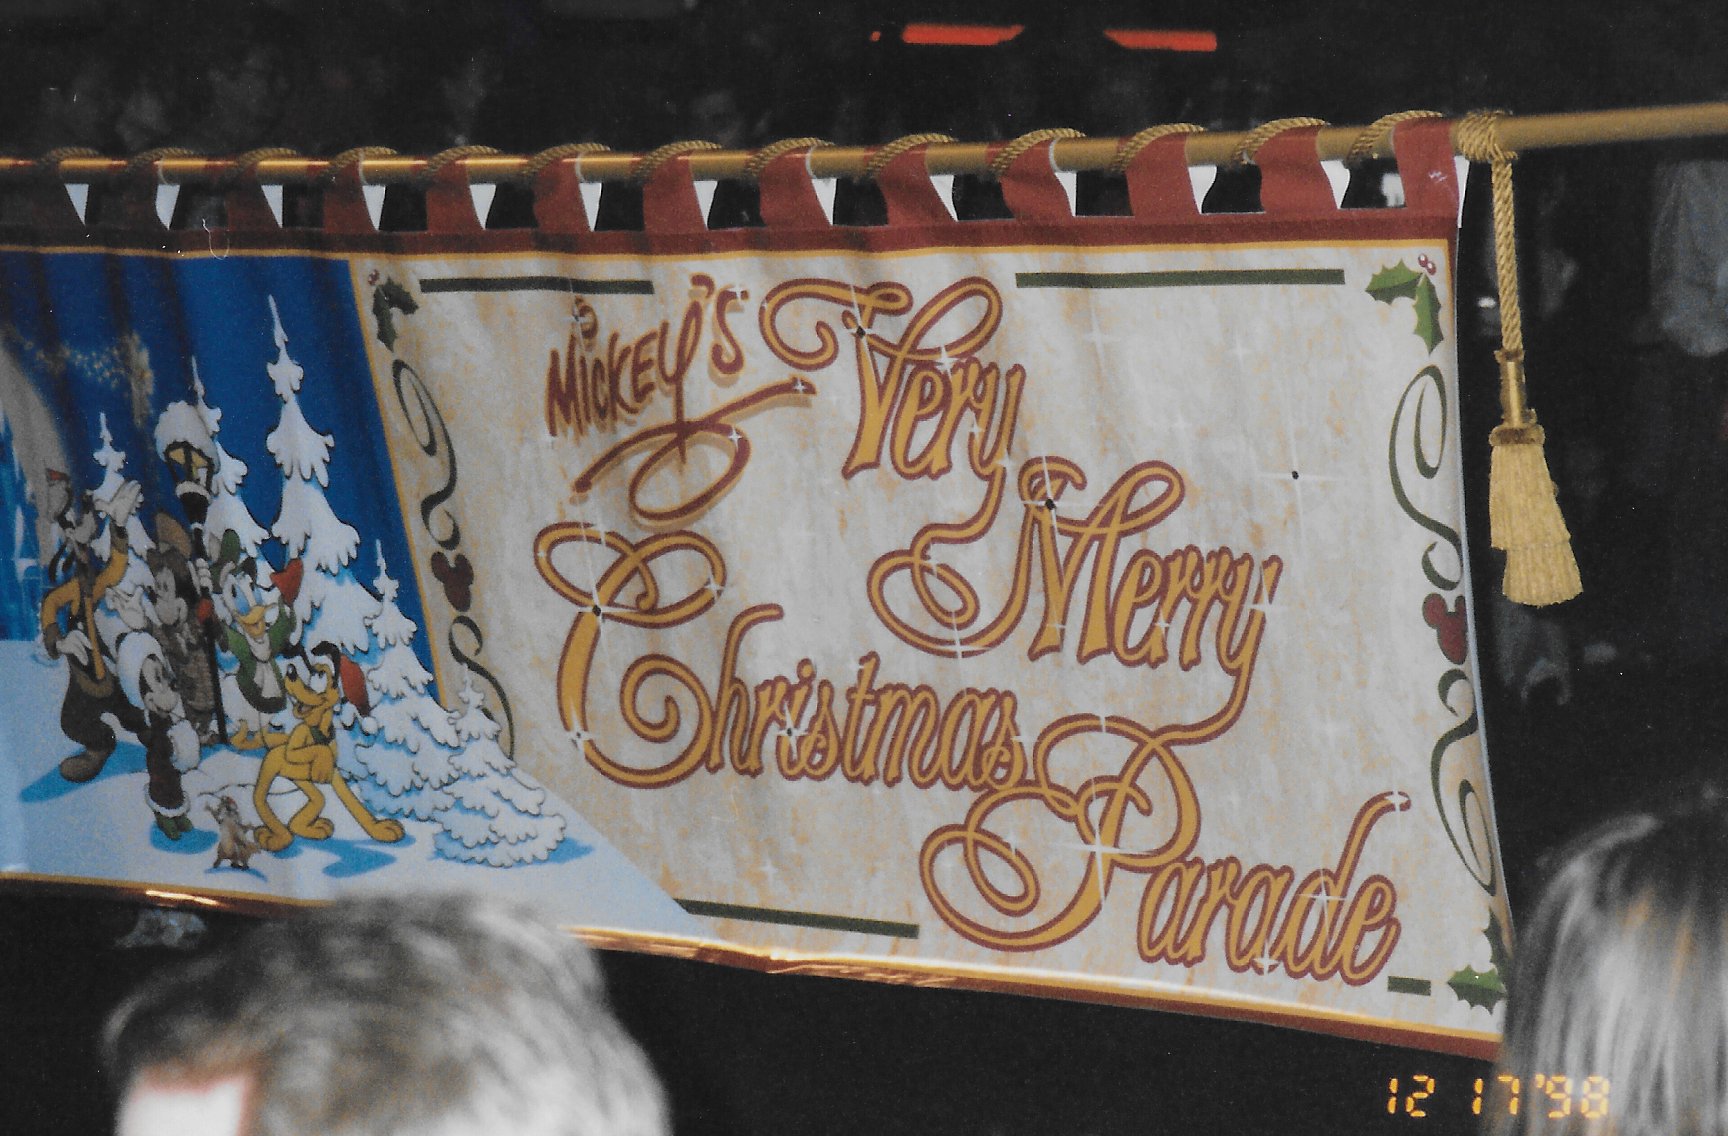 Mickey's Very
Merry
Christmas
Parade
12 17 '98